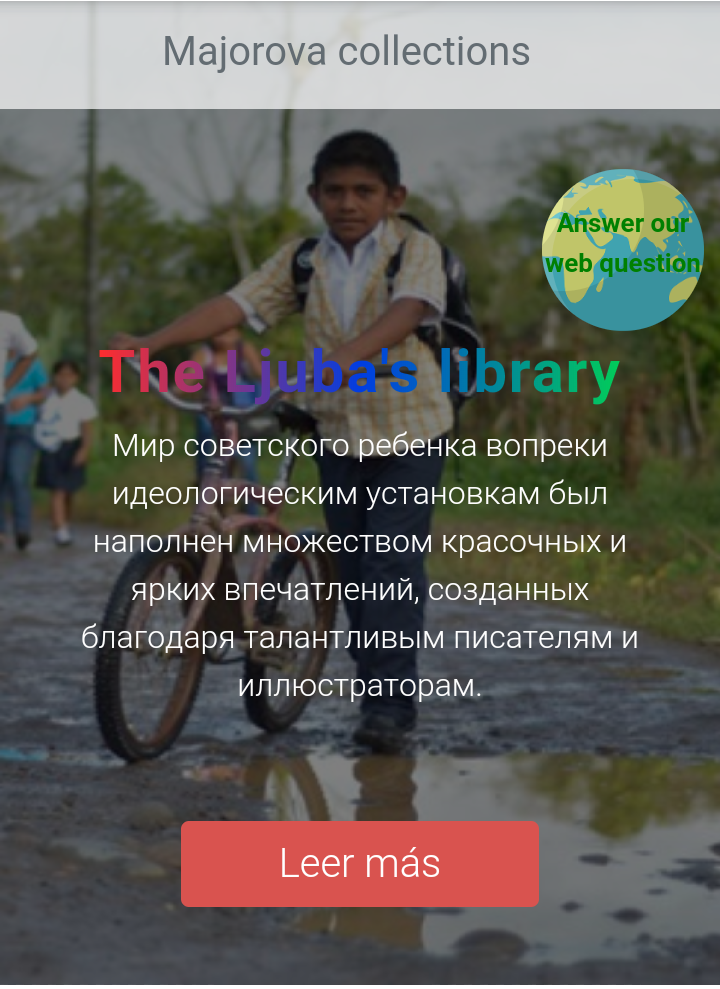 Majorova collections
Answer our
web question
The Ljuba's library
Мир советского ребенка вопреки
идеологическим установкам был
наполнен множеством красочных и
ярких впечатлений, созданных
благодаря талантливым писателям и
иллюстраторам.
Leer más